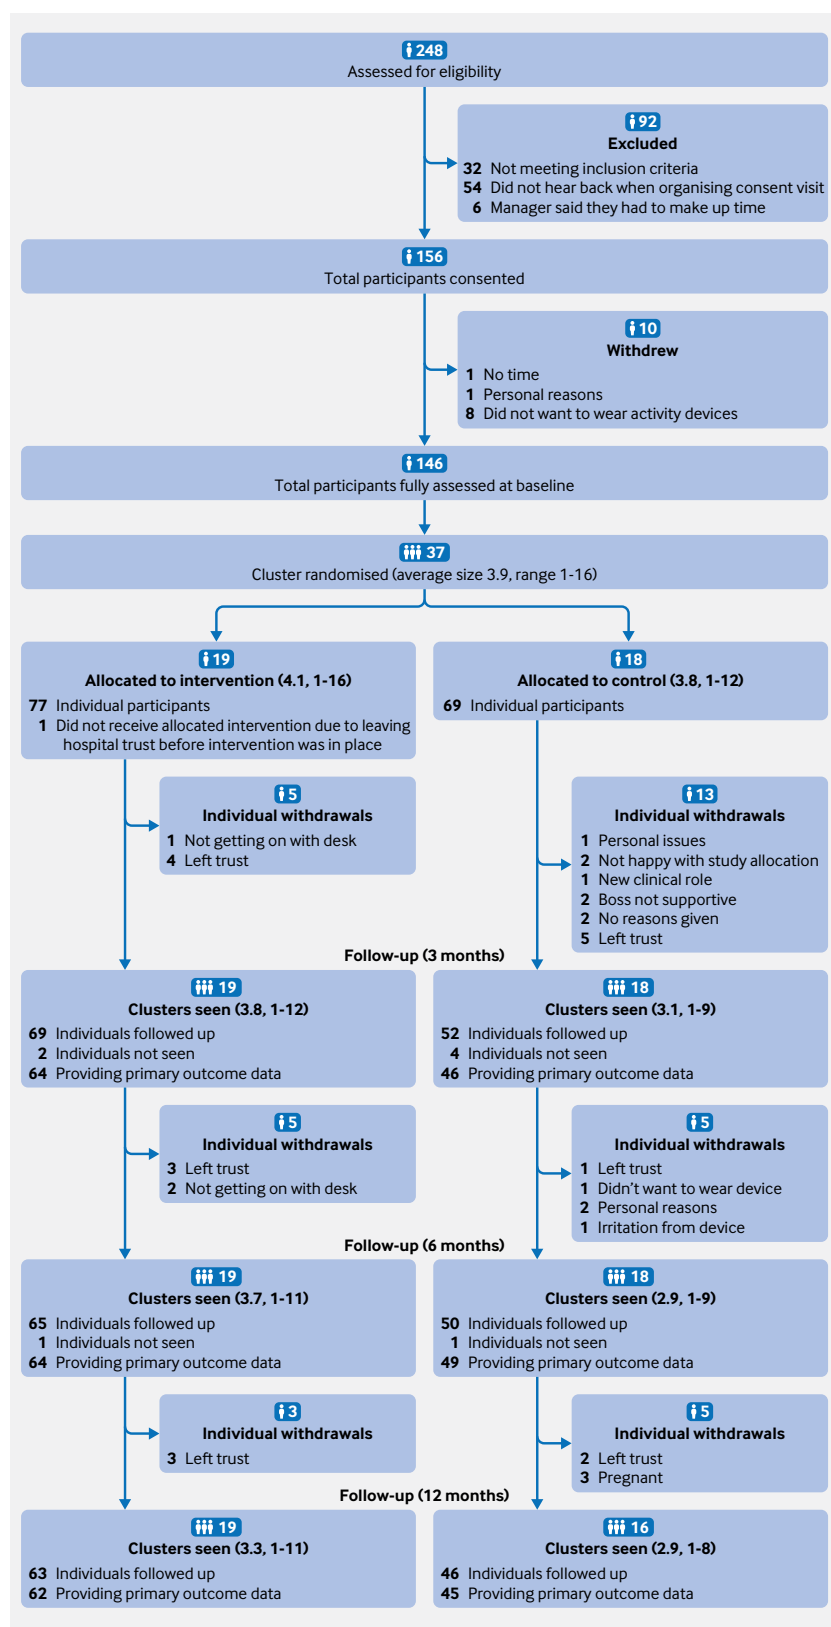 248
Assessed for eligibility
92
Excluded
32 Not meeting inclusion criteria
54 Did not hear back when organising consent visit
6 Manager said they had to make up time
156
Total participants consented
10
Withdrew
1 No time
1 Personal reasons
8 Did not want to wear activity devices
146
Total participants fully assessed at baseline
37
Cluster randomised (average size 3.9, range 1-16)
19
Allocated to intervention (4.1, 1-16)
77 Individual participants
1 Did not receive allocated intervention due to leaving
hospital trust before intervention was in place
18
Allocated to control (3.8, 1-12)
69 Individual participants
5
Individual withdrawals
1 Not getting on with desk
4 Left trust
13
Individual withdrawals
1 Personal issues
2 Not happy with study allocation
1 New clinical role
2 Boss not supportive
2 No reasons given
5 Left trust
Follow-up (3 months)
19
Clusters seen (3.8, 1-12)
69 Individuals followed up
2 Individuals not seen
64 Providing primary outcome data
18
Clusters seen (3.1, 1-9)
52 Individuals followed up
4 Individuals not seen
46 Providing primary outcome data
5
Individual withdrawals
3 Left trust
2 Not getting on with desk
5
Individual withdrawals
1 Left trust
1 Didn't want to wear device
2 Personal reasons
1 Irritation from device
Follow-up (6 months)
19
Clusters seen (3.7, 1-11)
65 Individuals followed up
1 Individuals not seen
64 Providing primary outcome data
18
Clusters seen (2.9, 1-9)
50 Individuals followed up
1 Individuals not seen
49 Providing primary outcome data
3
Individual withdrawals
3 Left trust
5
Individual withdrawals
2 Left trust
3 Pregnant
Follow-up (12 months)
19
Clusters seen (3.3, 1-11)
63 Individuals followed up
62 Providing primary outcome data
16
Clusters seen (2.9, 1-8)
46 Individuals followed up
45 Providing primary outcome data